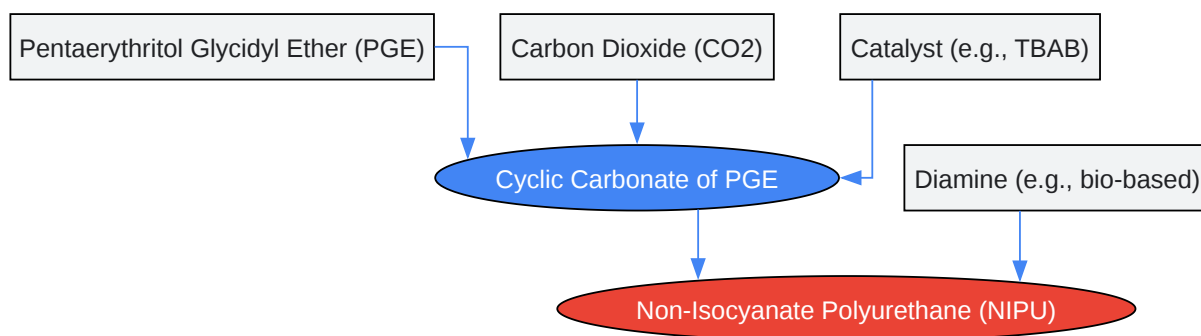 Pentaerythritol Glycidyl Ether (PGE)
Carbon Dioxide (CO2)
Catalyst (e.g., TBAB)
Cyclic Carbonate of PGE
Diamine (e.g., bio-based)
Non-Isocyanate Polyurethane (NIPU)